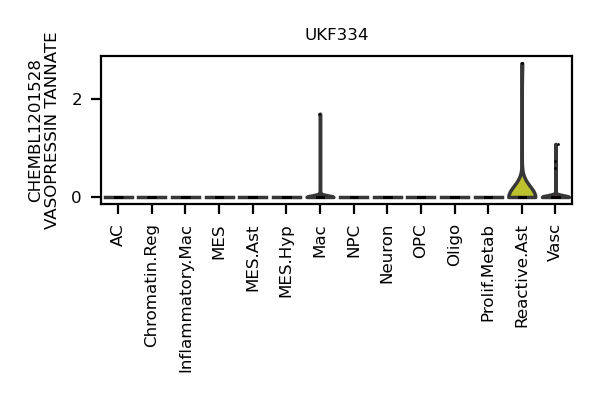 UKF334
CHEMBL1201528
VASOPRESSIN TANNATE
2
0
AC
Chromatin.Reg
Inflammatory.Mac
MES
MES.Ast
MES.Hyp
Mac
NPC
Neuron
OPC
Oligo
Prolif.Metab
Reactive.Ast
Vasc